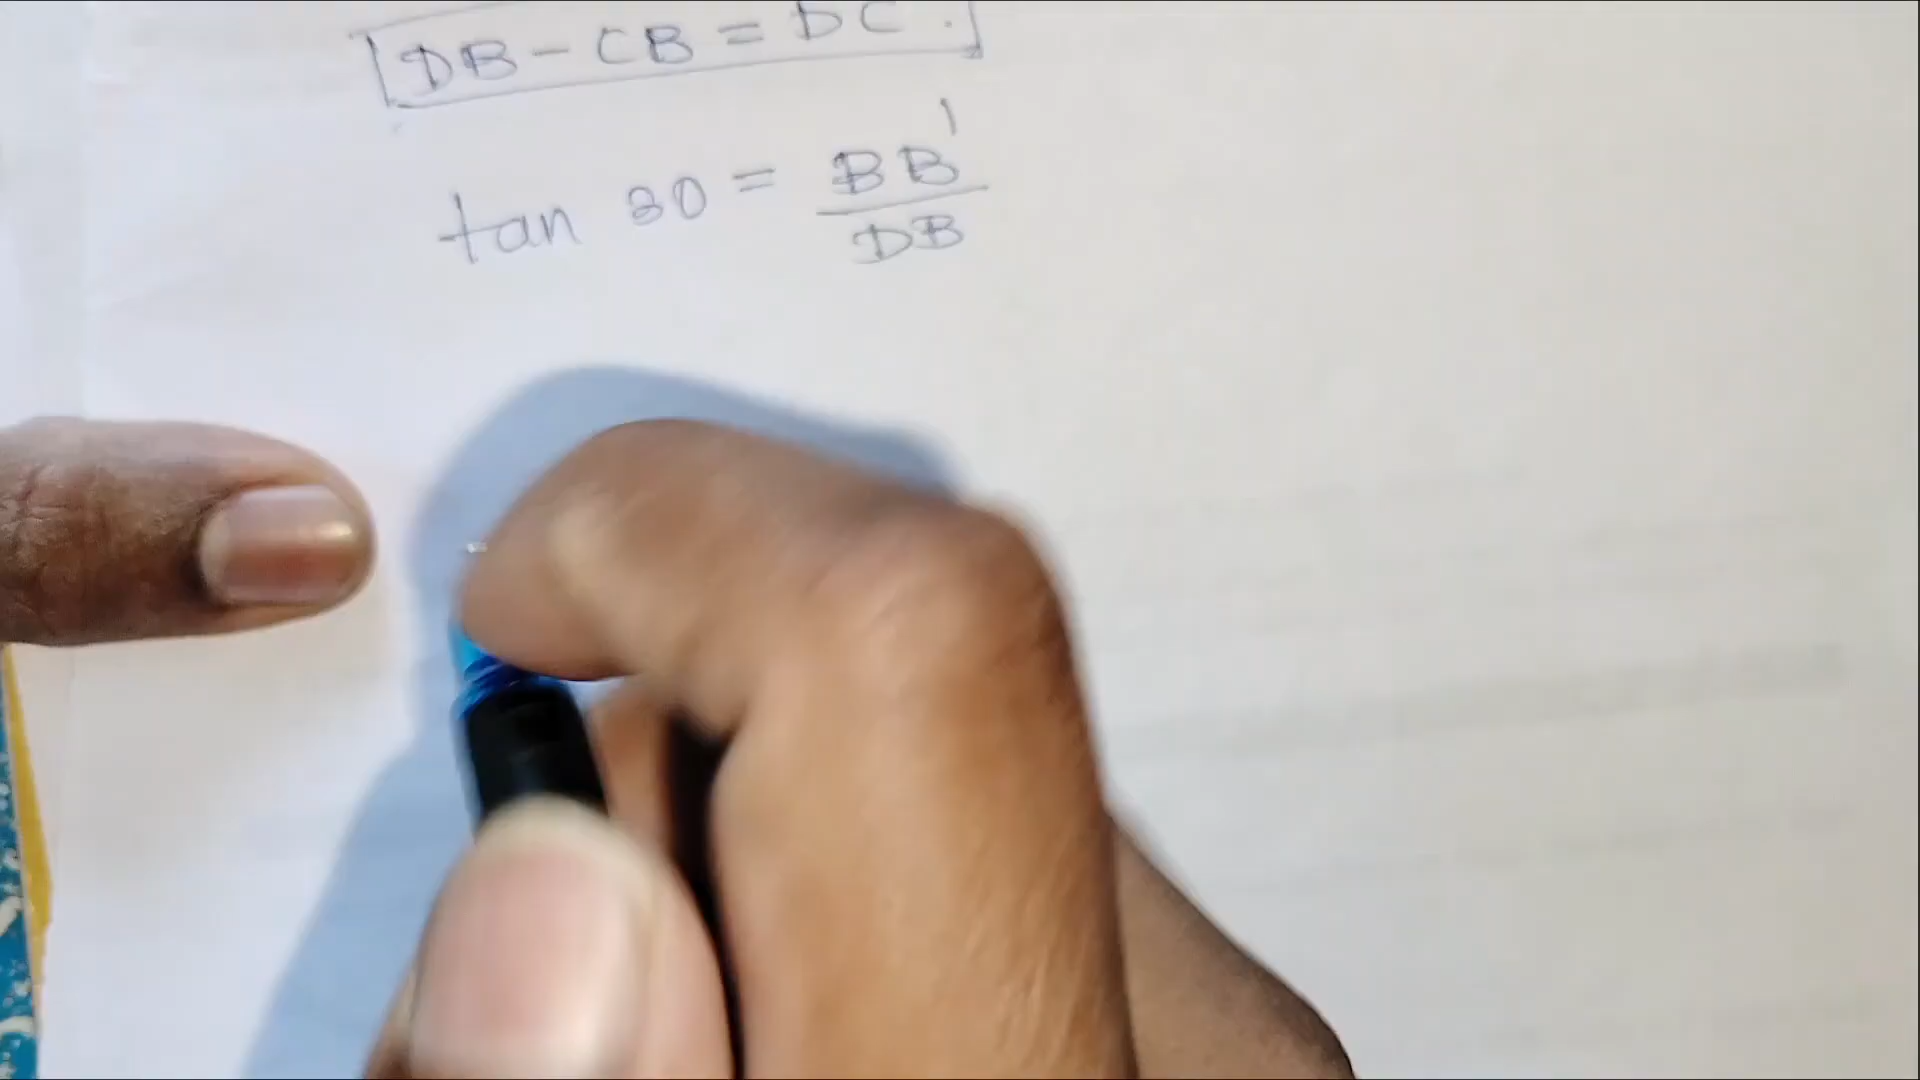 DB - CB = DC.
tan 30 = BB'
DB